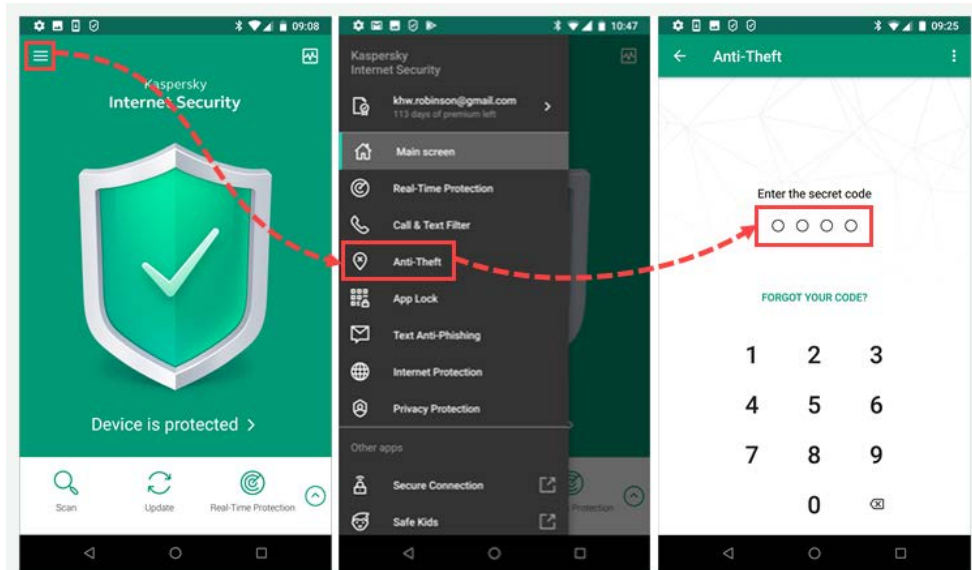 09:08
Kaspersky
Internet Security
Device is protected >
Scan
Update
Real-Time Protection
10:47
Kaspersky
Internet Security
khw.robinson@gmail.com
113 days of premium left
Main screen
Real-Time Protection
Call & Text Filter
Anti-Theft
App Lock
Text Anti-Phishing
Internet Protection
Privacy Protection
Other apps
Secure Connection
Safe Kids
Protection
09:25
Anti-Theft
Enter the secret code
FORGOT YOUR CODE?
1 2 3
4 5 6
7 8 9
0